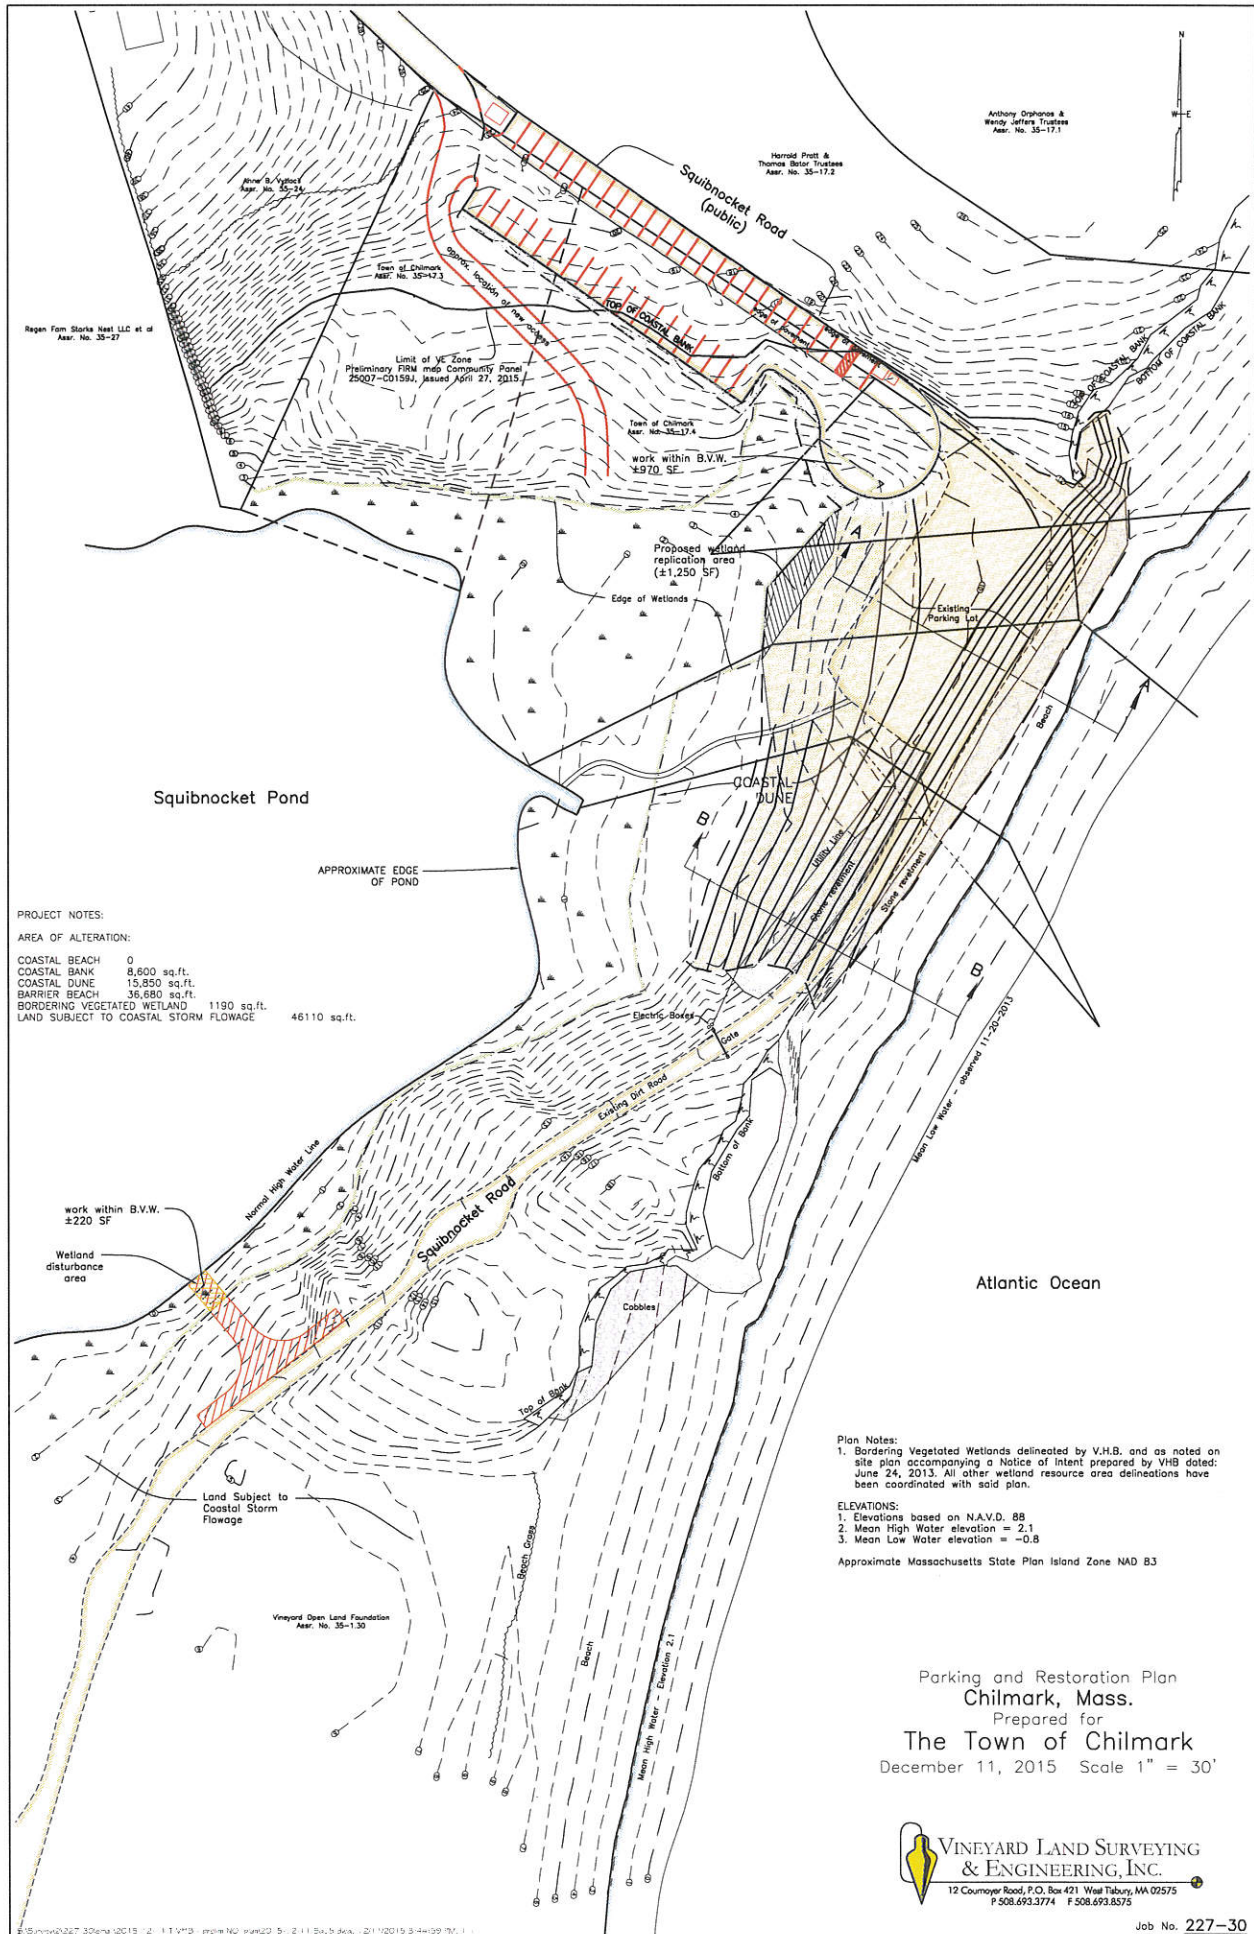 N
W E
Anthony Orphanos &
Wendy Jeffers Trustees
Assr. No. 35-17.1
Harrold Pratt &
Thomas Bator Trustees
Assr. No. 35-17.2
Squibnocket Road
(public)
Assr. No. 35-24
Town of Chilmark
Assr. No. 35-17.3
approx. location of new access
TOP OF COASTAL BANK
edge of pavement
edge of pavement
TOP OF COASTAL BANK
BOTTOM OF COASTAL BANK
Regan Fam Storks Nest LLC et al
Assr. No. 35-27
Limit of VE Zone
Preliminary FIRM map Community Panel
25007-C0159J, issued April 27, 2015
Town of Chilmark
Assr. No. 35-17.4
work within B.V.W.
±970 SF
Proposed wetland
replication area
(±1,250 SF)
A
Edge of Wetlands
Existing
Parking Lot
A
Beach
Squibnocket Pond
COASTAL
DUNE
B
Utility Line
Stone revetment
Stone revetment
B
APPROXIMATE EDGE
OF POND
PROJECT NOTES:
AREA OF ALTERATION:
COASTAL BEACH 0
COASTAL BANK 8,600 sq.ft.
COASTAL DUNE 15,850 sq.ft.
BARRIER BEACH 36,680 sq.ft.
BORDERING VEGETATED WETLAND 1190 sq.ft.
LAND SUBJECT TO COASTAL STORM FLOWAGE 46110 sq.ft.
Electric Boxes
Gate
Existing Dirt Road
Mean Low Water - observed 11-20-2013
Bottom of Bank
Normal High Water Line
Squibnocket Road
work within B.V.W.
±220 SF
Wetland
disturbance
area
Atlantic Ocean
Cobbles
Top of Bank
Land Subject to
Coastal Storm
Flowage
Beach Grass
Plan Notes:
1. Bordering Vegetated Wetlands delineated by V.H.B. and as noted on
site plan accompanying a Notice of Intent prepared by VHB dated:
June 24, 2013. All other wetland resource area delineations have
been coordinated with said plan.
ELEVATIONS:
1. Elevations based on N.A.V.D. 88
2. Mean High Water elevation = 2.1
3. Mean Low Water elevation = -0.8
Approximate Massachusetts State Plan Island Zone NAD 83
Vineyard Open Land Foundation
Assr. No. 35-1.30
Beach
Mean High Water - Elevation 2.1
Parking and Restoration Plan
Chilmark, Mass.
Prepared for
The Town of Chilmark
December 11, 2015 Scale 1" = 30'
VINEYARD LAND SURVEYING
& ENGINEERING, INC.
12 Cournoyer Road, P.O. Box 421 West Tisbury, MA 02575
P 508.693.3774 F 508.693.8575
Job No. 227-30